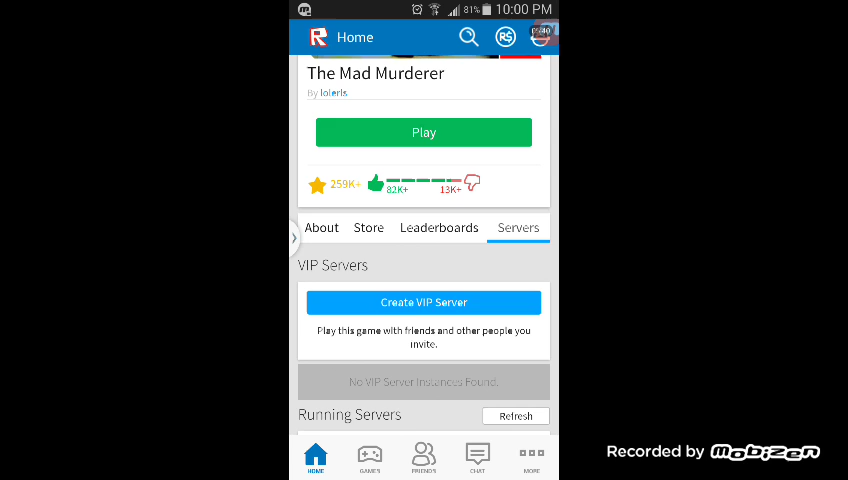 81% 10:00 PM
R Home R$ 05:40
The Mad Murderer
By loleris
Play
259K+ 82K+ 13K+
About Store Leaderboards Servers
VIP Servers
Create VIP Server
Play this game with friends and other people you
invite.
No VIP Server Instances Found.
Running Servers Refresh
HOME GAMES FRIENDS CHAT MORE
Recorded by mobizen